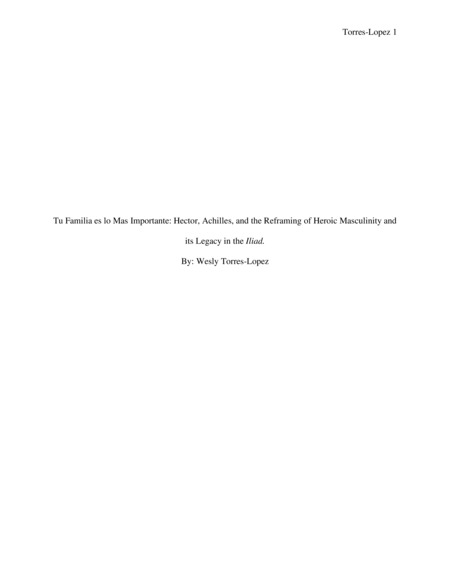 Torres-Lopez 1
Tu Familia es lo Mas Importante: Hector, Achilles, and the Reframing of Heroic Masculinity and
its Legacy in the Iliad.
By: Wesly Torres-Lopez